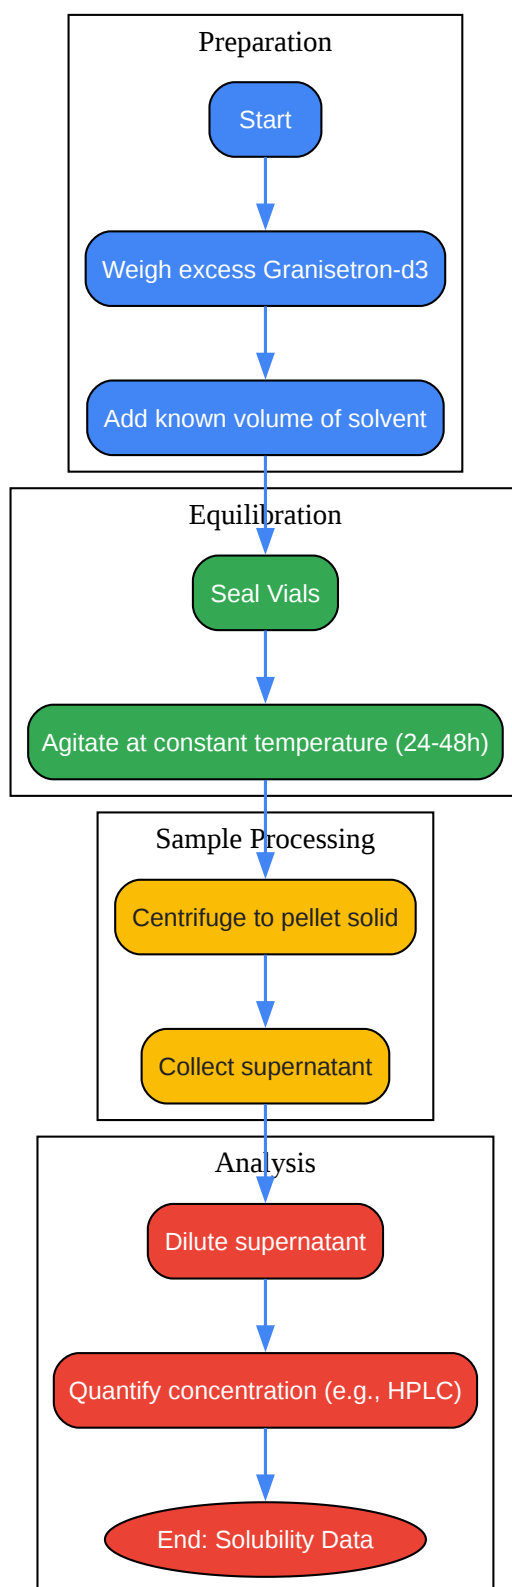 Preparation
Start
Weigh excess Granisetron-d3
Add known volume of solvent
Equilibration
Seal Vials
Agitate at constant temperature (24-48h)
Sample Processing
Centrifuge to pellet solid
Collect supernatant
Analysis
Dilute supernatant
Quantify concentration (e.g., HPLC)
End: Solubility Data